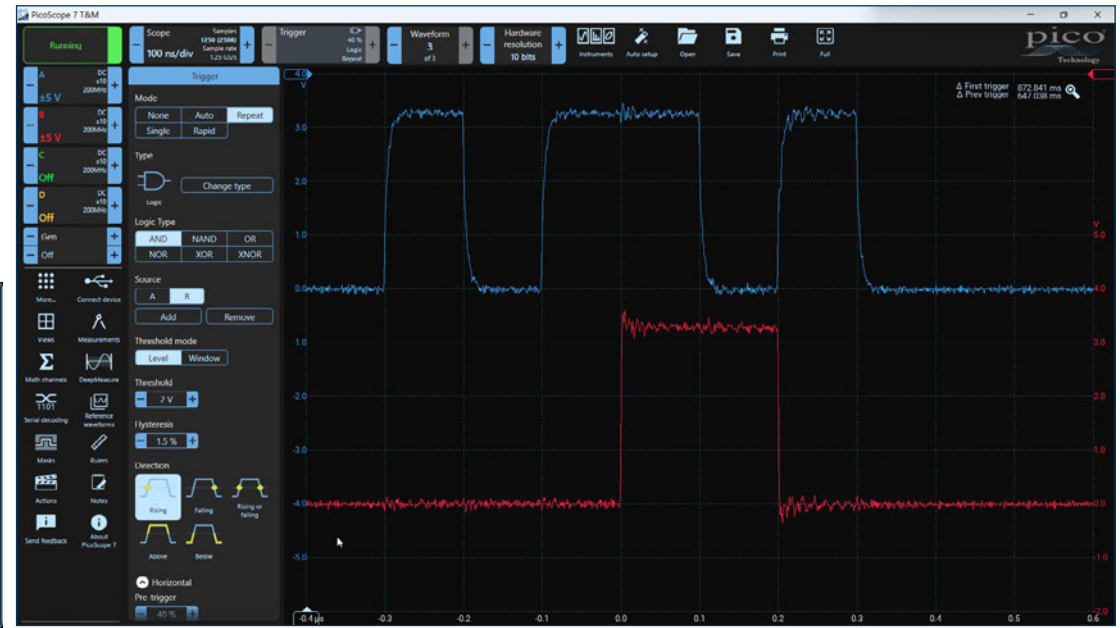 PicoScope 7 T&M
Running
Scope
100 ns/div
Samples
1250 (2508)
Sample rate
1.25 GS/s
Trigger
40 %
Logic
Repeat
Waveform
3
of 3
Hardware
resolution
10 bits
Instruments
Auto setup
Open
Save
Print
Full
pico
Technology
A
DC
x10
200MHz
±5 V
B
DC
x10
200MHz
±5 V
C
DC
x10
200MHz
Off
D
DC
x10
200MHz
Off
Gen
Off
More...
Connect device
Views
Measurements
Math channels
DeepMeasure
1101
Serial decoding
Reference
waveforms
Masks
Rulers
Actions
Notes
Send feedback
About
PicoScope 7
Trigger
Mode
None Auto Repeat
Single Rapid
Type
Logic
Change type
Logic Type
AND NAND OR
NOR XOR XNOR
Source
A B
Add Remove
Threshold mode
Level Window
Threshold
2 V
Hysteresis
1.5 %
Direction
Rising Falling Rising or
falling
Above Below
Horizontal
Pre-trigger
40 %
Δ First trigger 872.841 ms
Δ Prev trigger
4.0
V
3.0
2.0
1.0
0.0
-1.0
-2.0
-3.0
-4.0
-5.0
V
5.0
4.0
3.0
2.0
1.0
0.0
-1.0
-2.0
-0.4 µs -0.3 -0.2 -0.1 0.0 0.1 0.2 0.3 0.4 0.5 0.6